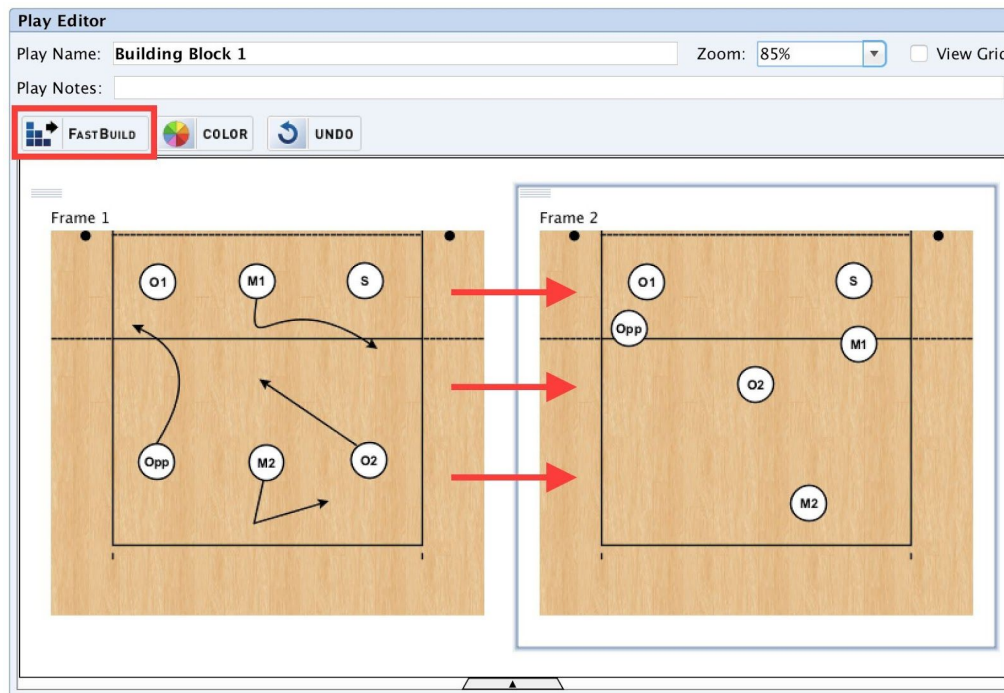 Play Editor
Play Name: Building Block 1 Zoom: 85% View Grid
Play Notes:
FASTBUILD COLOR UNDO
Frame 1
O1 M1 S
Opp M2 O2
Frame 2
O1 S
Opp
M1
O2
M2